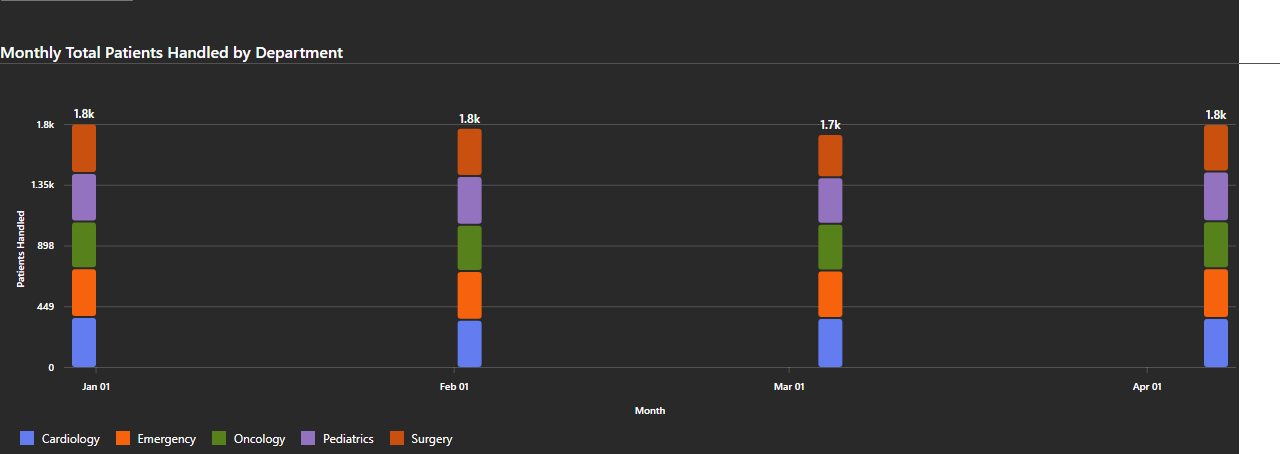 Monthly Total Patients Handled by Department
1.8k
1.8k
1.7k
1.8k
1.8k
1.35k
898
449
0
Patients Handled
Jan 01
Feb 01
Mar 01
Apr 01
Month
Cardiology
Emergency
Oncology
Pediatrics
Surgery